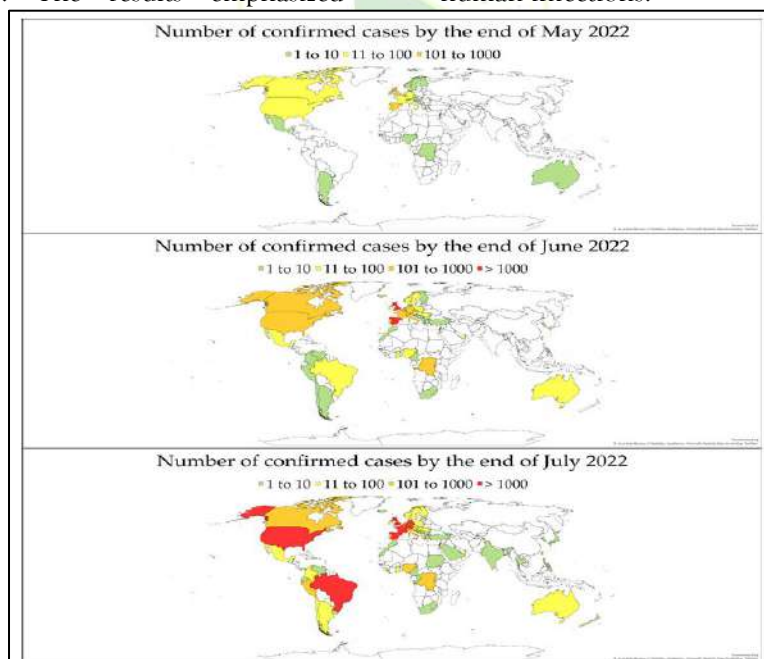 . The results emphasized human infections.
Number of confirmed cases by the end of May 2022
1 to 10 11 to 100 101 to 1000
Number of confirmed cases by the end of June 2022
1 to 10 11 to 100 101 to 1000 > 1000
Number of confirmed cases by the end of July 2022
1 to 10 11 to 100 101 to 1000 > 1000